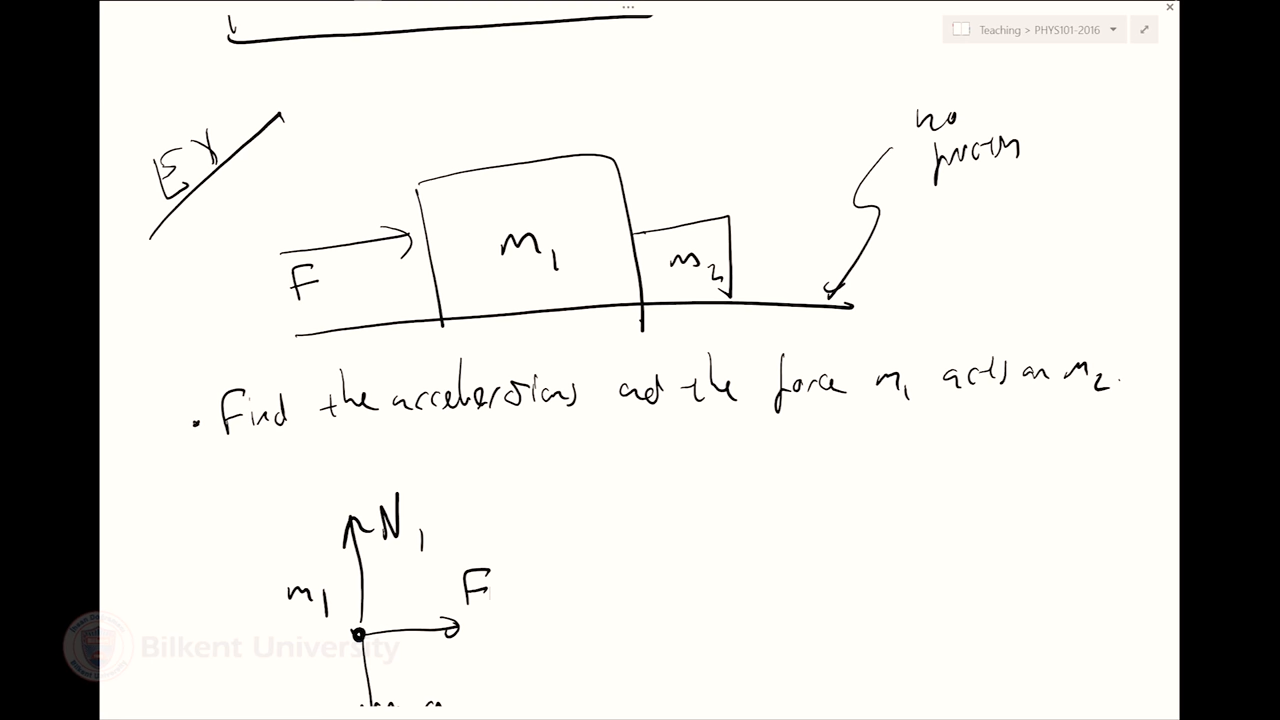 Teaching > PHYS101-2016
Ex
no
F
m1
m2
. Find the accelerations and the force m1 acts on m2.
N1
m1
F
Bilkent University